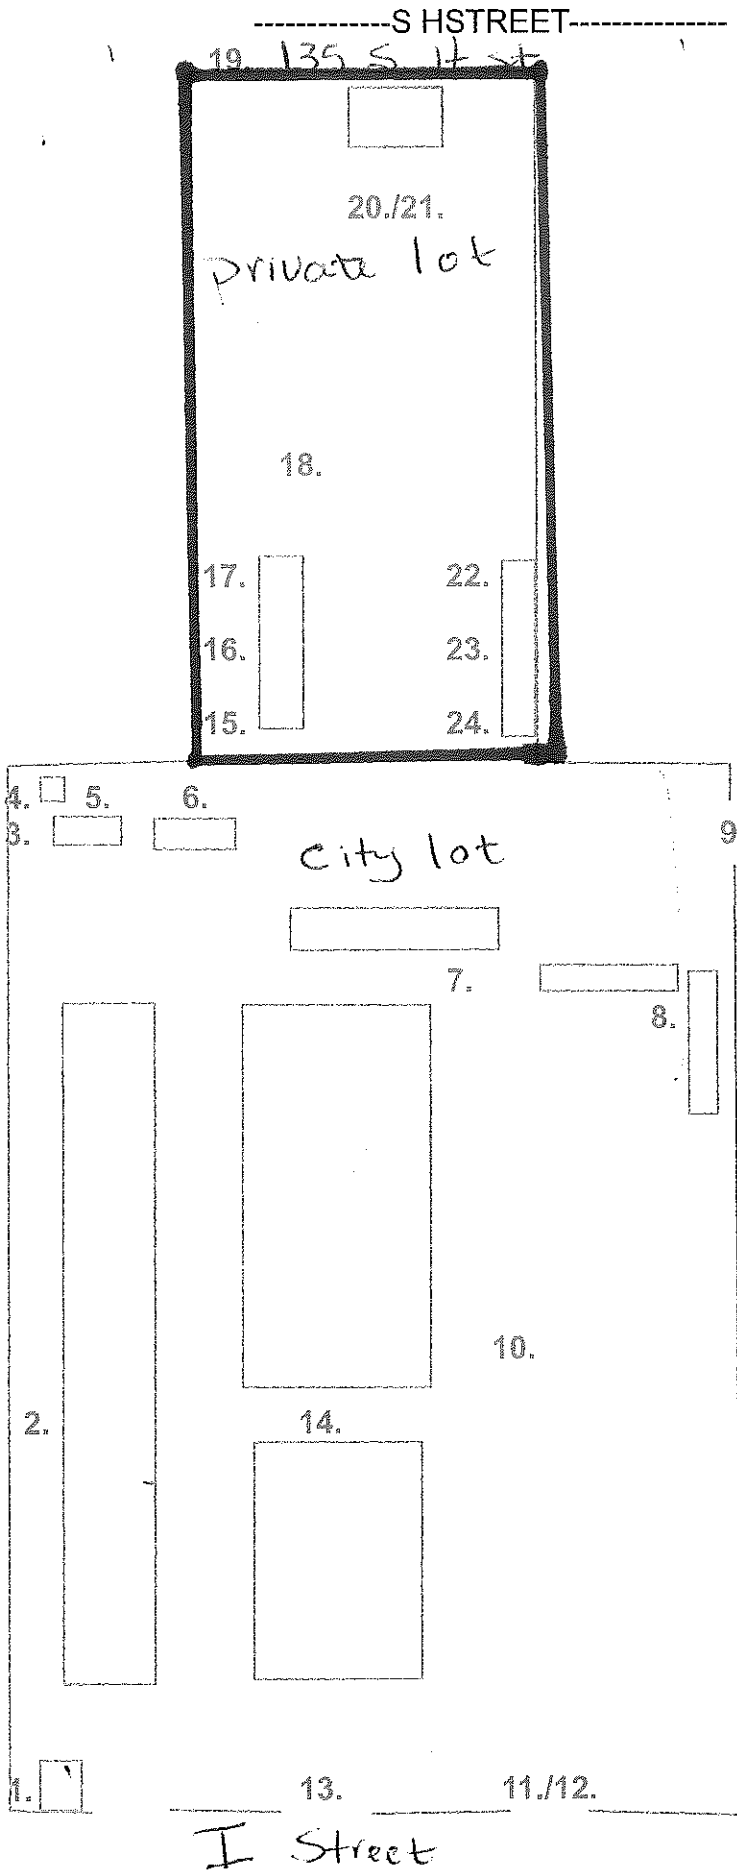 ------------S HSTREET--------------
19. 135 S H st
20./21.
private lot
18.
17. 22.
16. 23.
15. 24.
4. 5. 6.
3. 9
city lot
7.
8.
10.
2. 14.
1. 13. 11./12.
I Street